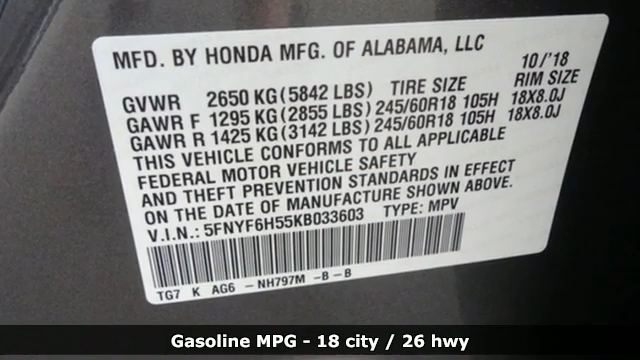 MFD. BY HONDA MFG. OF ALABAMA, LLC
10/'18
GVWR 2650 KG(5842 LBS) TIRE SIZE RIM SIZE
GAWR F 1295 KG(2855 LBS) 245/60R18 105H 18X8.0J
GAWR R 1425 KG(3142 LBS) 245/60R18 105H 18X8.0J
THIS VEHICLE CONFORMS TO ALL APPLICABLE
FEDERAL MOTOR VEHICLE SAFETY
AND THEFT PREVENTION STANDARDS IN EFFECT
ON THE DATE OF MANUFACTURE SHOWN ABOVE.
V.I.N.: 5FNYF6H55KB033603 TYPE: MPV
TG7 K AG6 - NH797M -B-B
Gasoline MPG - 18 city / 26 hwy